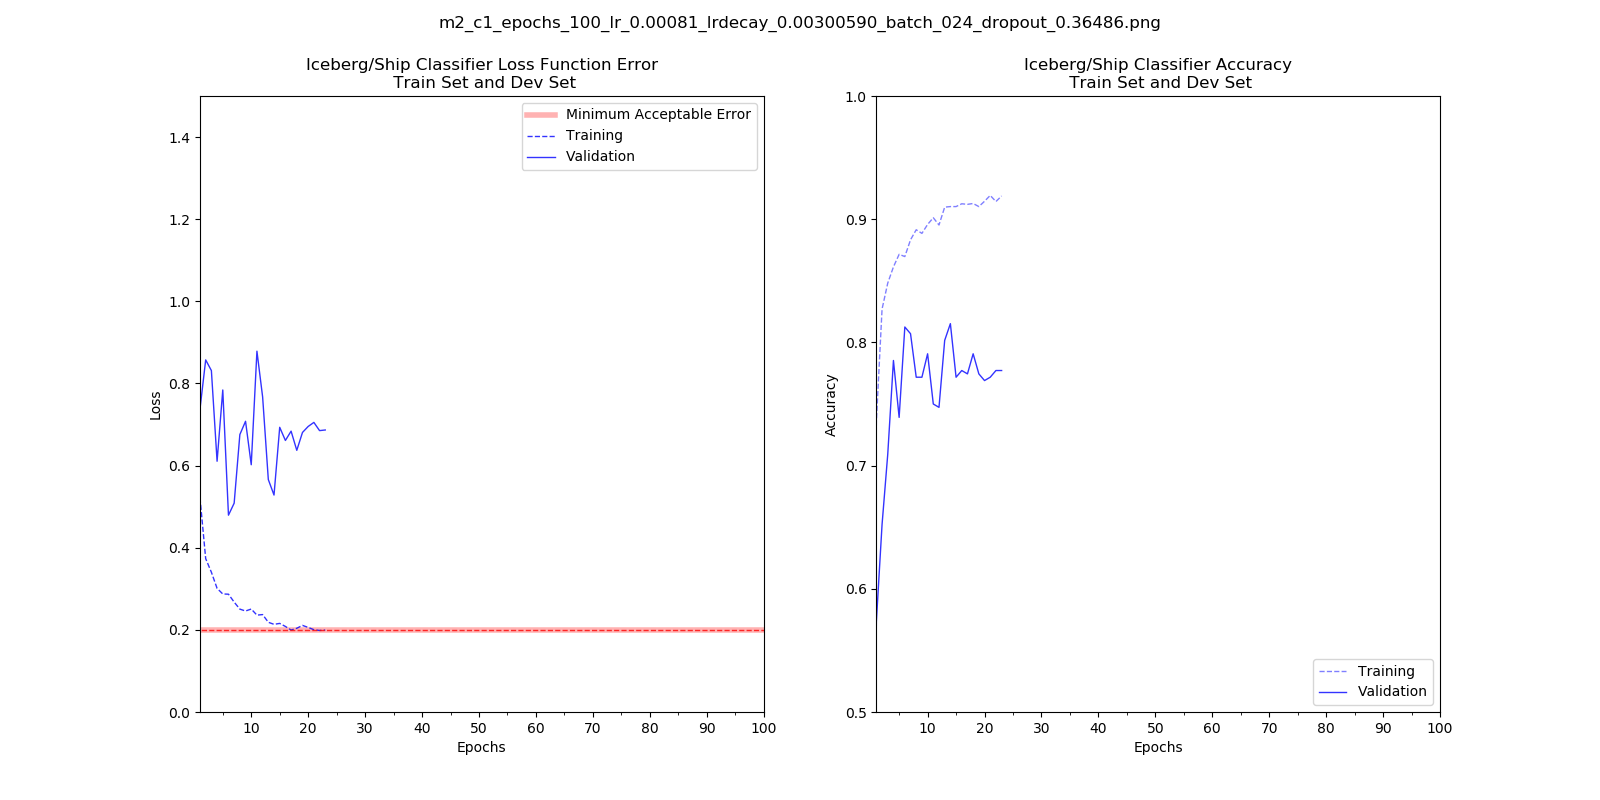 m2_c1_epochs_100_lr_0.00081_lrdecay_0.00300590_batch_024_dropout_0.36486.png
Iceberg/Ship Classifier Loss Function Error
Train Set and Dev Set
Minimum Acceptable Error
Training
Validation
1.4
1.2
1.0
0.8
0.6
0.4
0.2
0.0
Loss
10 20 30 40 50 60 70 80 90 100
Epochs
Iceberg/Ship Classifier Accuracy
Train Set and Dev Set
1.0
0.9
0.8
0.7
0.6
0.5
Accuracy
Training
Validation
10 20 30 40 50 60 70 80 90 100
Epochs